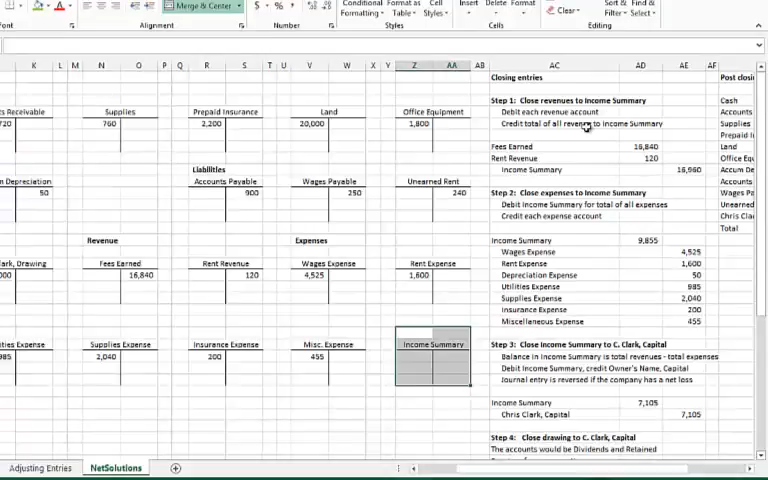 Font
Merge & Center
Alignment
$ % ,
Number
Conditional Format as Cell
Formatting Table Styles
Styles
Insert Delete Format
Cells
Clear
Sort & Find &
Filter Select
Editing
K L M N O P Q R S T U V W X Y Z AA AB AC AD AE AF
Closing entries Post closi
Step 1: Close revenues to Income Summary Cash
s Receivable Supplies Prepaid Insurance Land Office Equipment Debit each revenue account Accounts
720 760 2,200 20,000 1,800 Credit total of all revenue to Income Summary Supplies
Prepaid I
Fees Earned 16,840 Land
Rent Revenue 120 Office Eq
Liablilties Income Summary 16,960 Accum De
n Depreciation Accounts Payable Wages Payable Unearned Rent Accounts
50 900 250 240 Step 2: Close expenses to Income Summary Wages Pa
Debit Income Summary for total of all expenses Unearned
Credit each expense account Chris Cla
Total
Revenue Expenses Income Summary 9,855
Wages Expense 4,525
lark, Drawing Fees Earned Rent Revenue Wages Expense Rent Expense Rent Expense 1,600
000 16,840 120 4,525 1,600 Depreciation Expense 50
Utilities Expense 985
Supplies Expense 2,040
Insurance Expense 200
Miscellaneous Expense 455
ties Expense Supplies Expense Insurance Expense Misc. Expense Income Summary Step 3: Close Income Summary to C. Clark, Capital
985 2,040 200 455 Balance in Income Summary is total revenues - total expenses
Debit Income Summary, credit Owner's Name, Capital
Journal entry is reversed if the company has a net loss
Income Summary 7,105
Chris Clark, Capital 7,105
Step 4: Close drawing to C. Clark, Capital
The accounts would be Dividends and Retained
Adjusting Entries NetSolutions